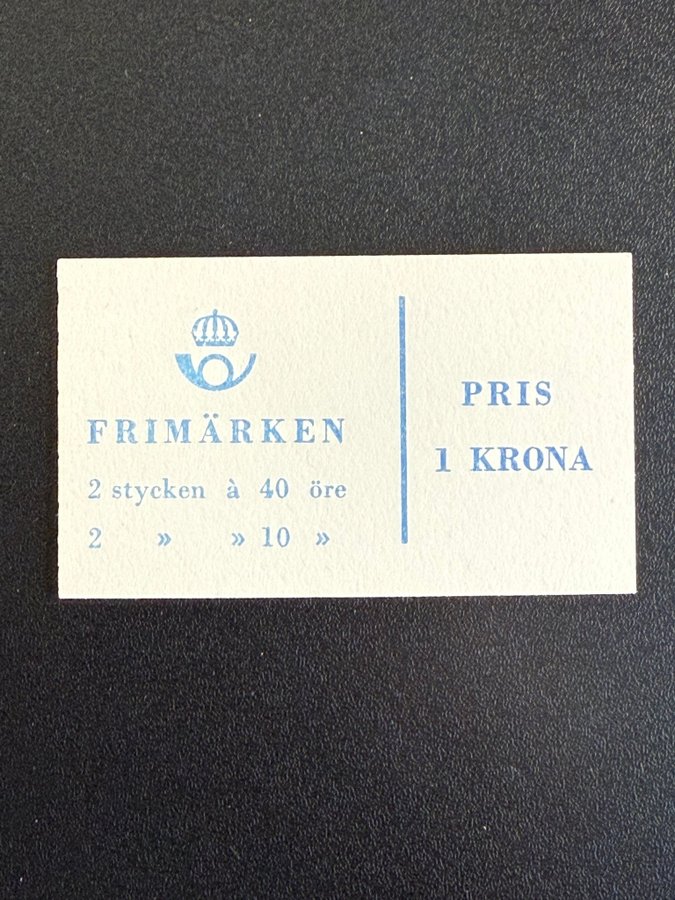 FRIMÄRKEN
2 stycken à 40 öre
2 » » 10 »
PRIS
1 KRONA